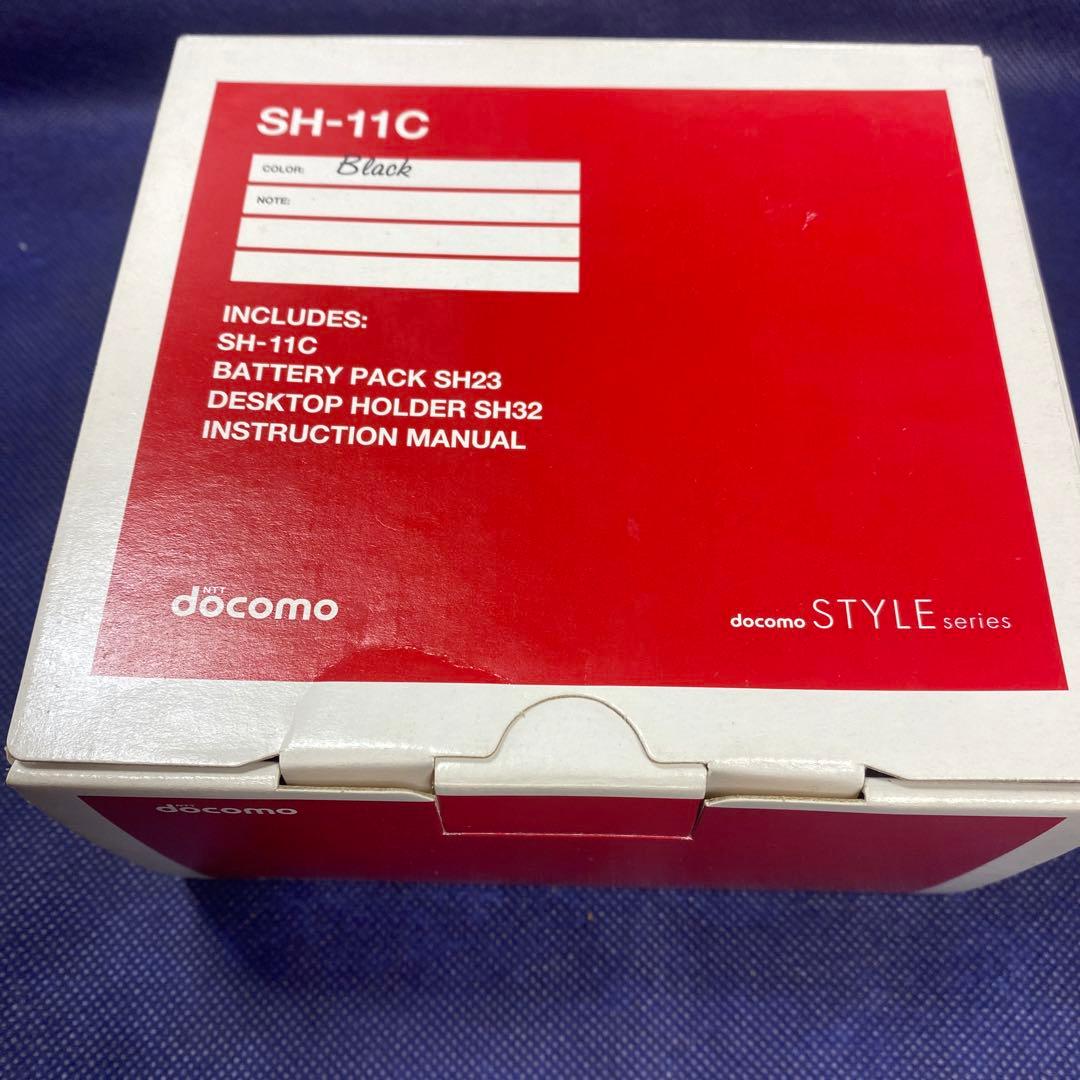 SH-11C
COLOR: Black
NOTE:
INCLUDES:
SH-11C
BATTERY PACK SH23
DESKTOP HOLDER SH32
INSTRUCTION MANUAL
NTT
docomo
docomo STYLE series
NTT
docomo